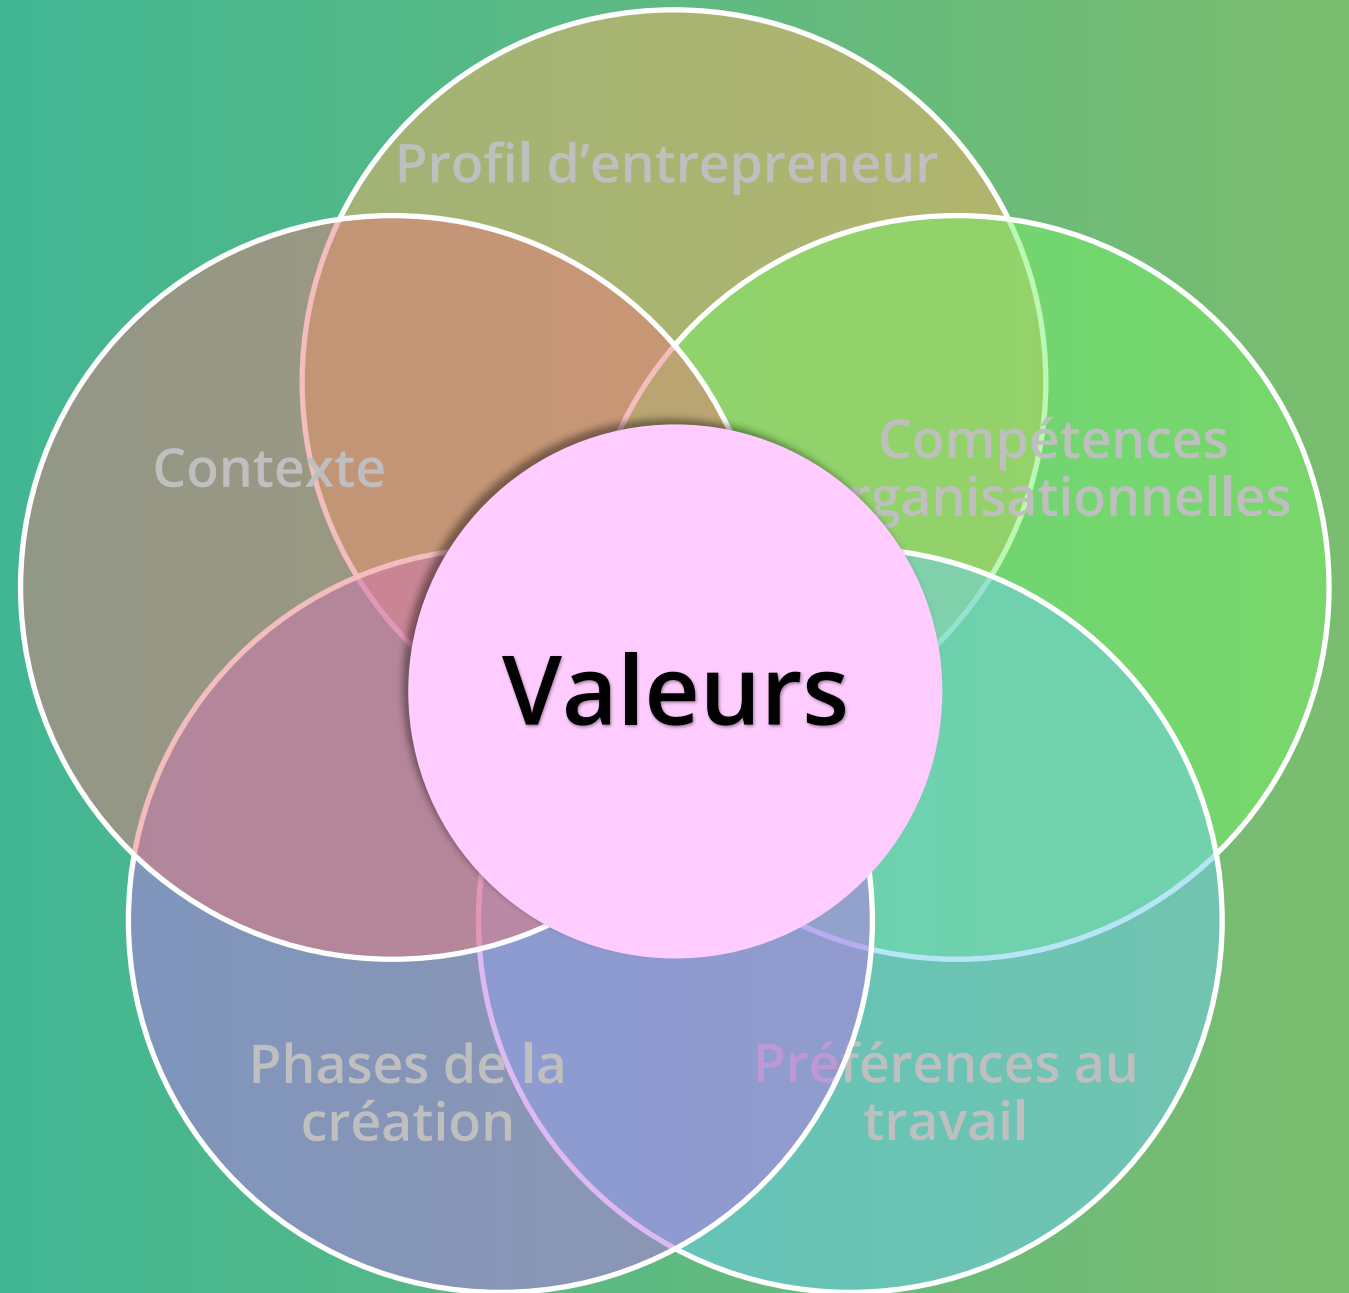 Profil d’entrepreneur
Contexte
Compétences
rganisationnelles
Valeurs
Phases de la
création
Préférences au
travail